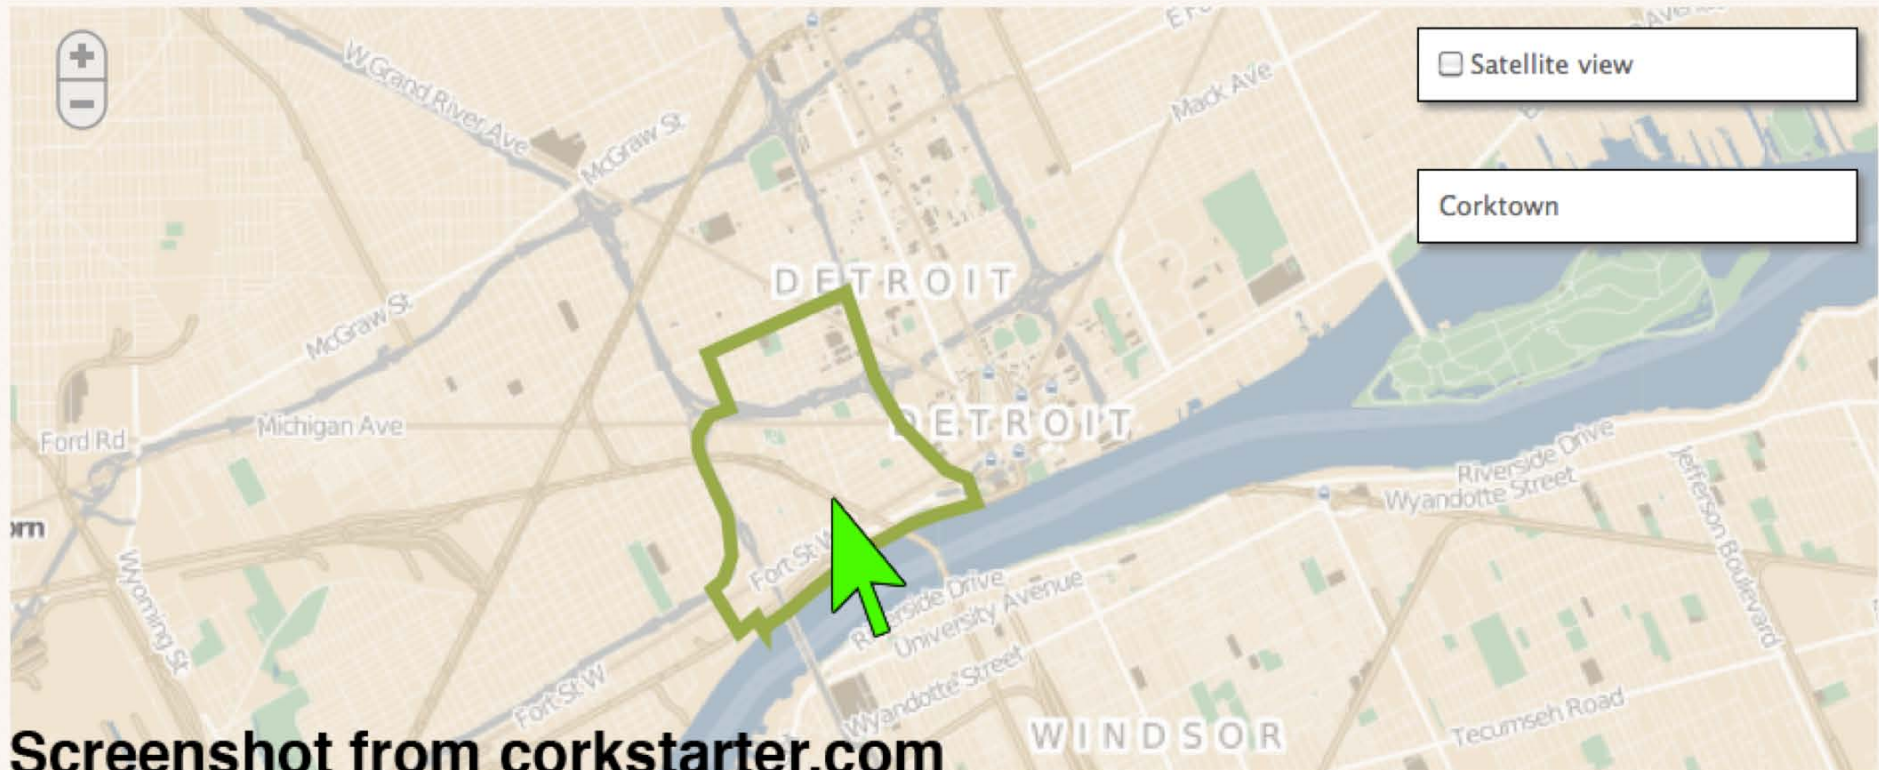 +
−
W Grand River Ave
McGraw St
Mack Ave
E Fo
Satellite view
Corktown
DETROIT
McGraw St
Michigan Ave
Ford Rd
DETROIT
orn
Wyoming St
Fort St W
Fort St W
Riverside Drive
University Avenue
Wyandotte Street
Riverside Drive
Wyandotte Street
Jefferson Boulevard
WINDSOR
Tecumseh Road
Screenshot from corkstarter.com